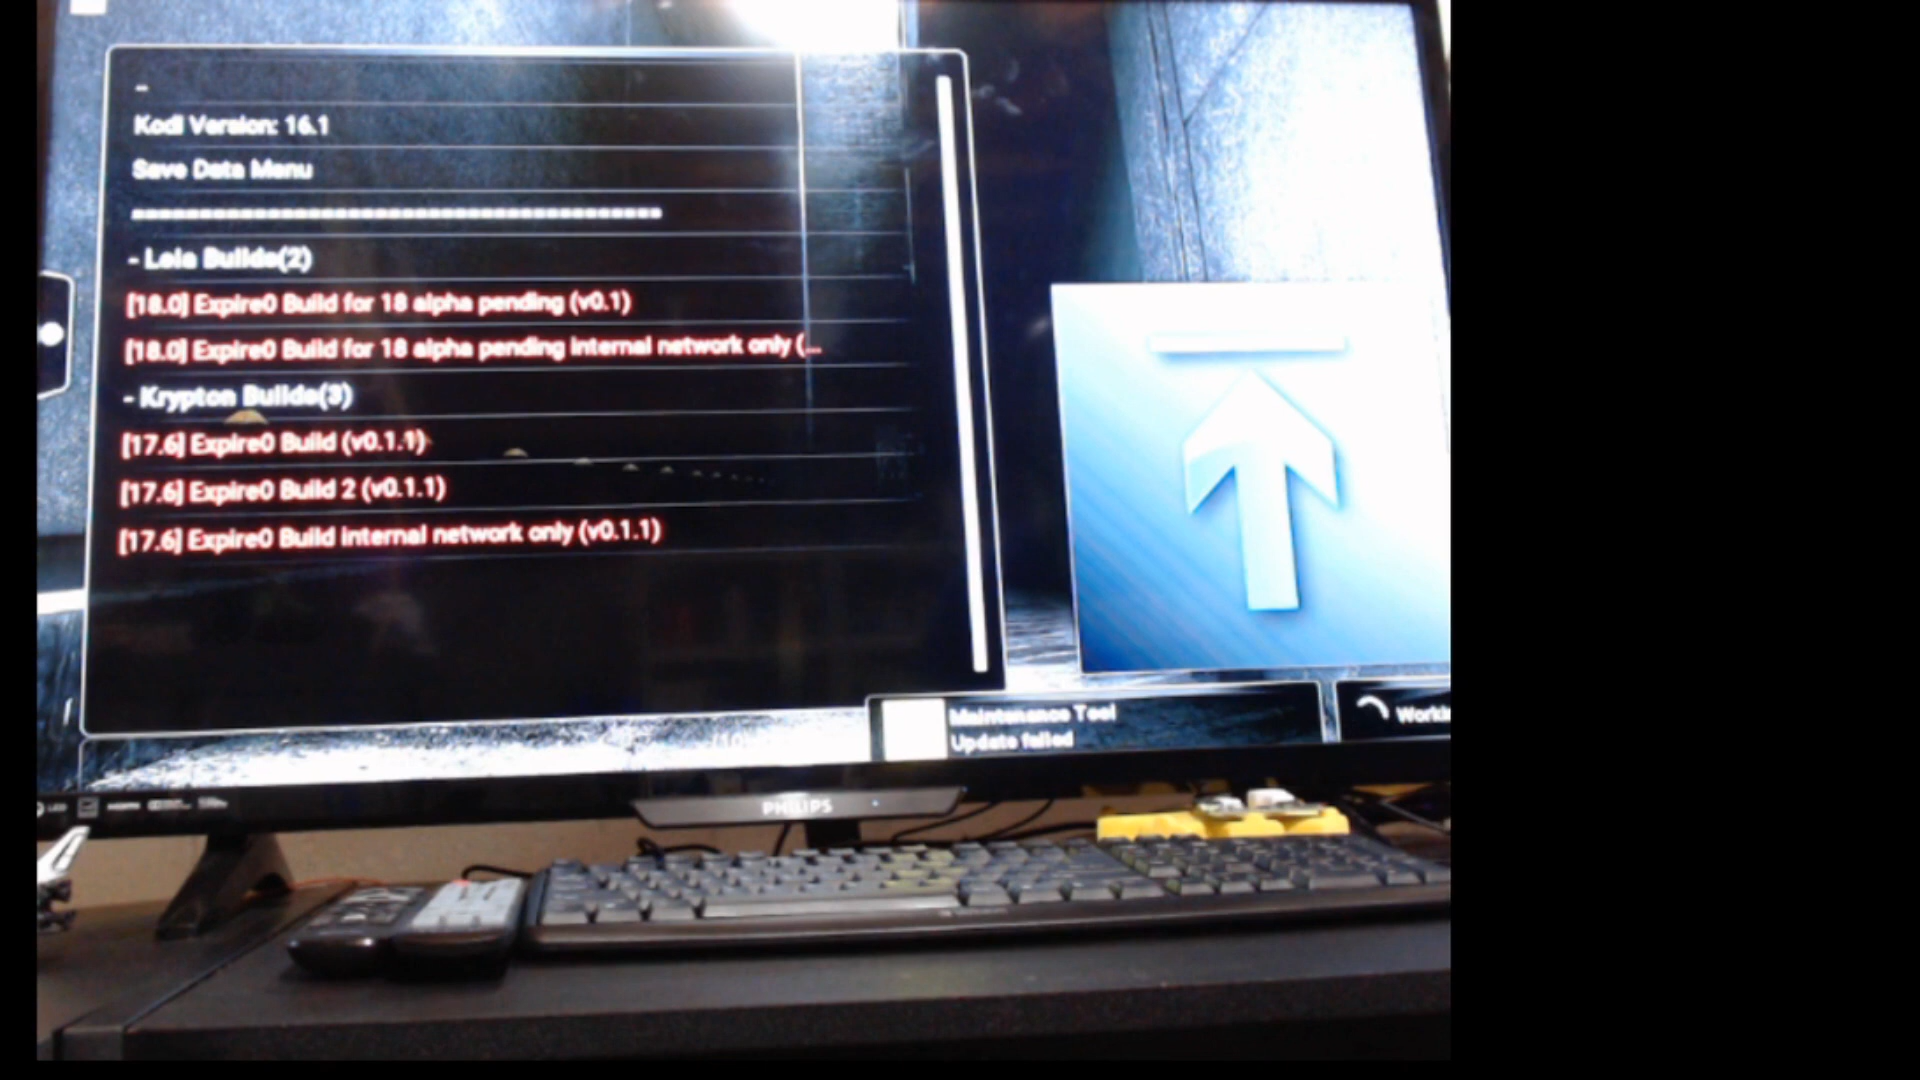 ..
Kodi Version: 16.1
Save Data Menu
========================================
- Leia Builds(2)
[18.0] Expire0 Build for 18 alpha pending (v0.1)
[18.0] Expire0 Build for 18 alpha pending internal network only (...
- Krypton Builds(3)
[17.6] Expire0 Build (v0.1.1)
[17.6] Expire0 Build 2 (v0.1.1)
[17.6] Expire0 Build internal network only (v0.1.1)
Maintenance Tool
Update failed
Workin
PHILIPS
HDMI